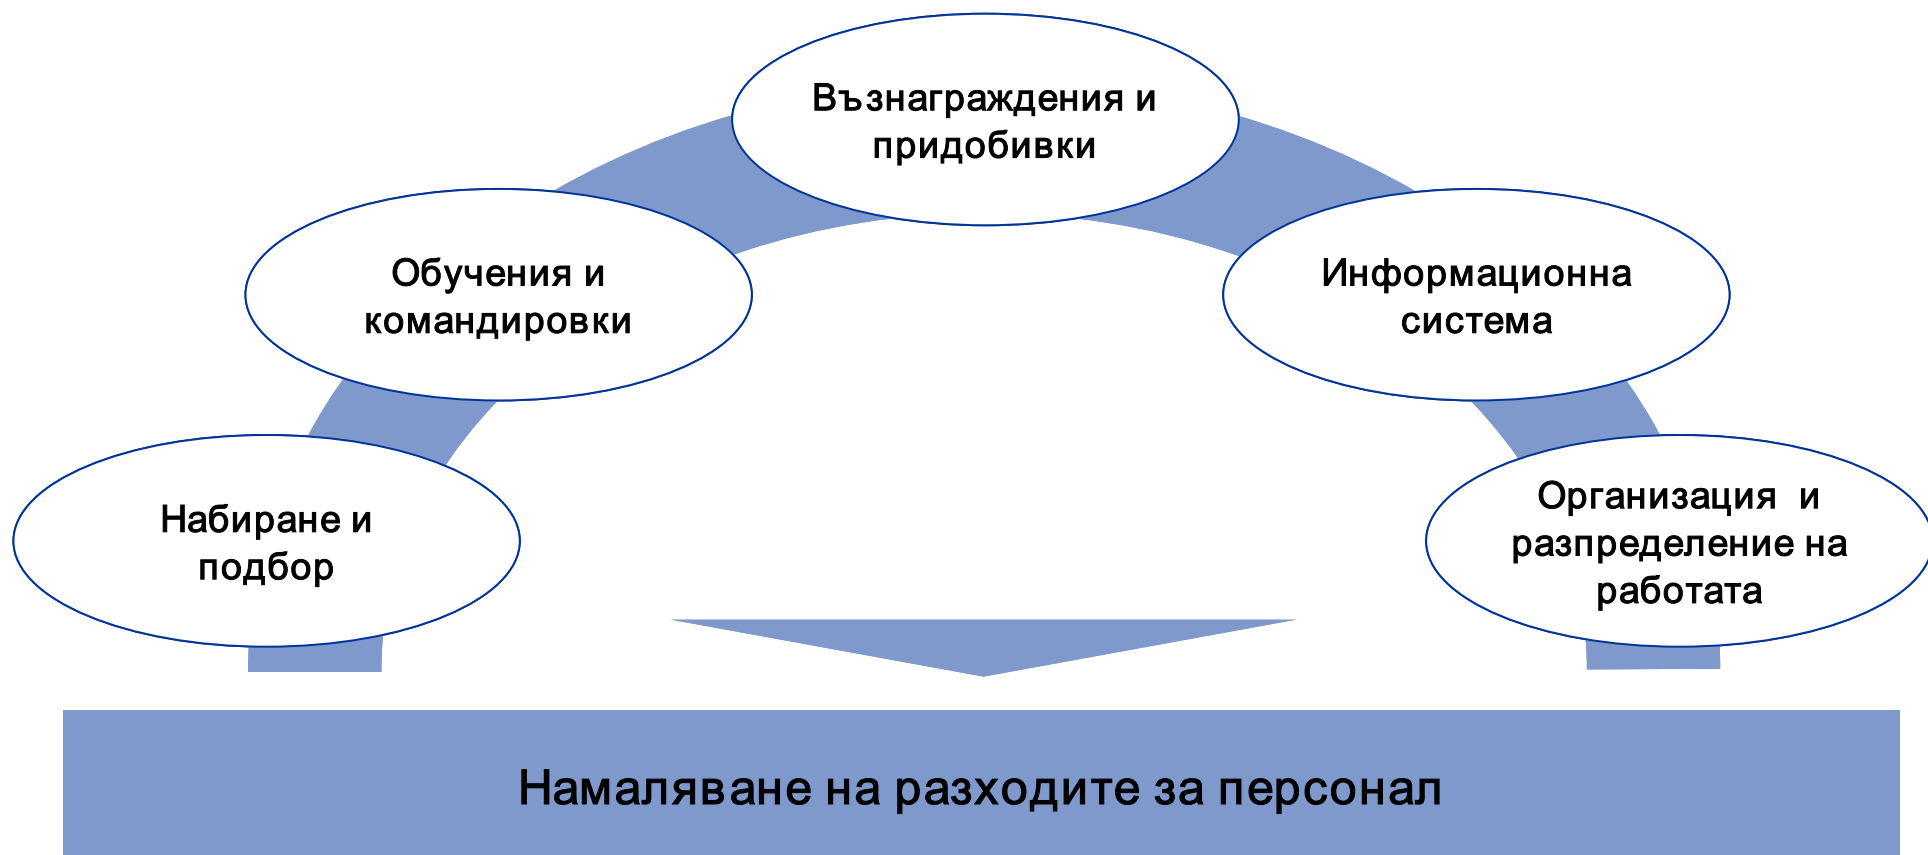 Възнаграждения и
придобивки
Обучения и
командировки
Информационна
система
Набиране и
подбор
Организация  и
разпределение на
работата
Намаляване на разходите за персонал